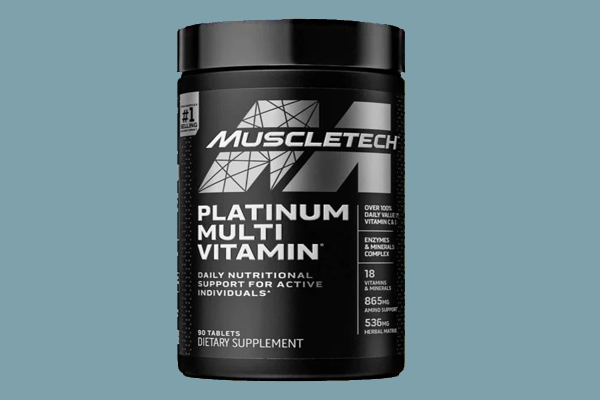 #1
SELLING
MUSCLETECH
PLATINUM
MULTI
VITAMIN*
DAILY NUTRITIONAL
SUPPORT FOR ACTIVE
INDIVIDUALS*
90 TABLETS
DIETARY SUPPLEMENT
OVER 100%
DAILY VALUE
VITAMIN C &
ENZYMES
& MINERALS
COMPLEX
18
VITAMINS
& MINERALS
865MG
AMINO SUPPORT
536MG
HERBAL MATRIX